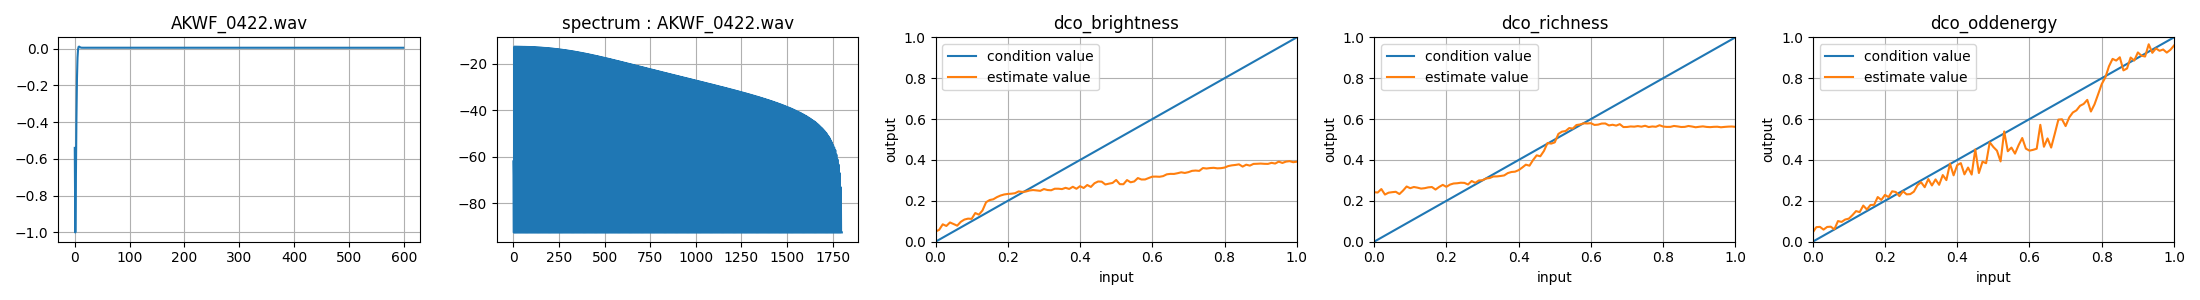 AKWF_0422.wav
0.0
−0.2
−0.4
−0.6
−0.8
−1.0
0 100 200 300 400 500 600
spectrum : AKWF_0422.wav
−20
−40
−60
−80
0 250 500 750 1000 1250 1500 1750
dco_brightness
condition value
estimate value
output
1.0
0.8
0.6
0.4
0.2
0.0
0.0 0.2 0.4 0.6 0.8 1.0
input
dco_richness
condition value
estimate value
output
1.0
0.8
0.6
0.4
0.2
0.0
0.0 0.2 0.4 0.6 0.8 1.0
input
dco_oddenergy
condition value
estimate value
output
1.0
0.8
0.6
0.4
0.2
0.0
0.0 0.2 0.4 0.6 0.8 1.0
input